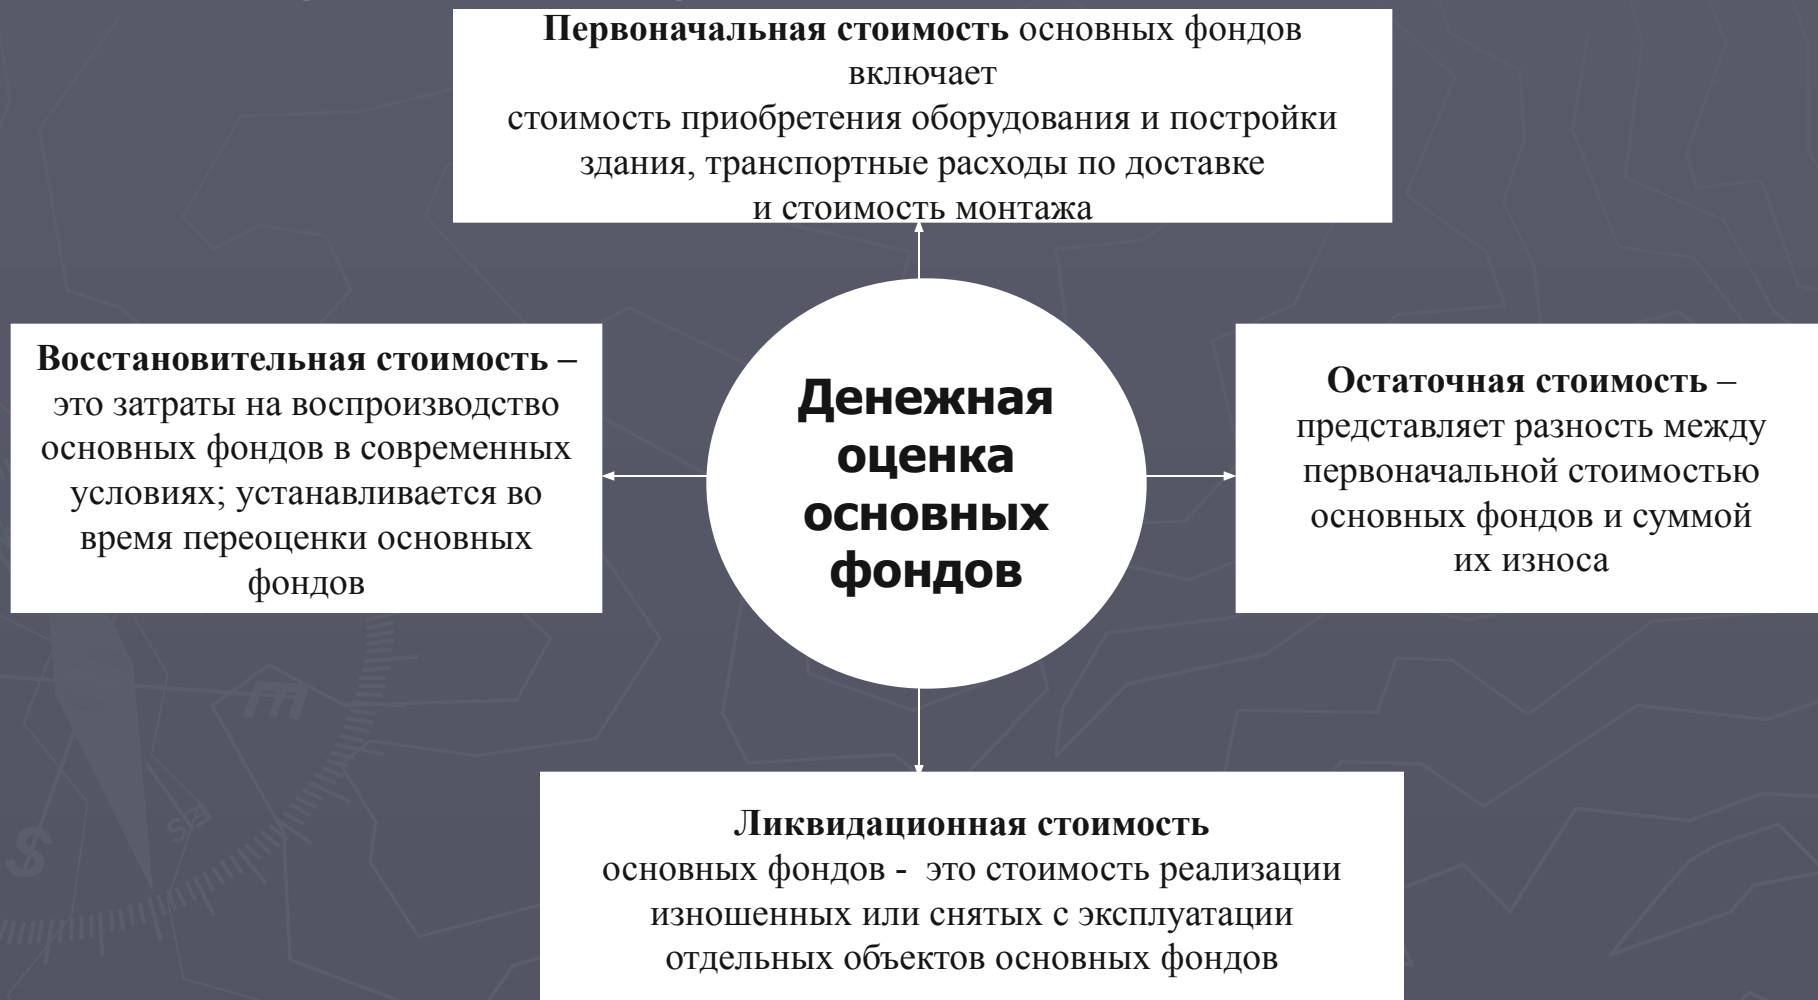 Первоначальная стоимость основных фондов
включает
стоимость приобретения оборудования и постройки
здания, транспортные расходы по доставке
и стоимость монтажа
Восстановительная стоимость –
это затраты на воспроизводство
основных фондов в современных
условиях; устанавливается во
время переоценки основных
фондов
Денежная
оценка
основных
фондов
Остаточная стоимость –
представляет разность между
первоначальной стоимостью
основных фондов и суммой
их износа
Ликвидационная стоимость
основных фондов - это стоимость реализации
изношенных или снятых с эксплуатации
отдельных объектов основных фондов
E
SE
S